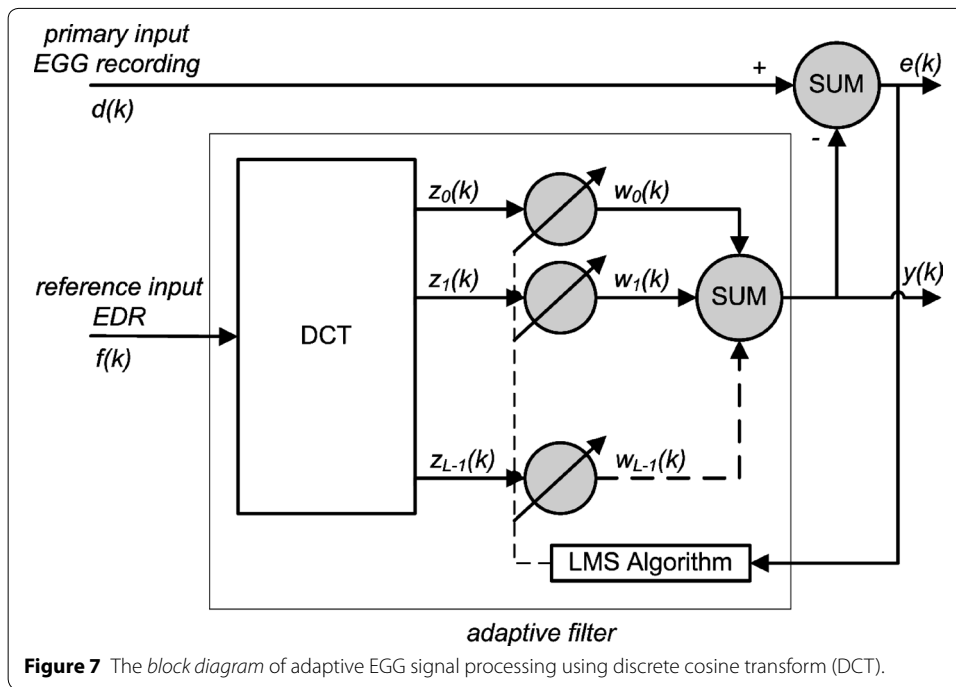 primary input
EGG recording
d(k)
+
SUM
e(k)
-
z0(k)
w0(k)
reference input
EDR
f(k)
DCT
z1(k)
w1(k)
SUM
y(k)
zL-1(k)
wL-1(k)
LMS Algorithm
adaptive filter
Figure 7 The block diagram of adaptive EGG signal processing using discrete cosine transform (DCT).